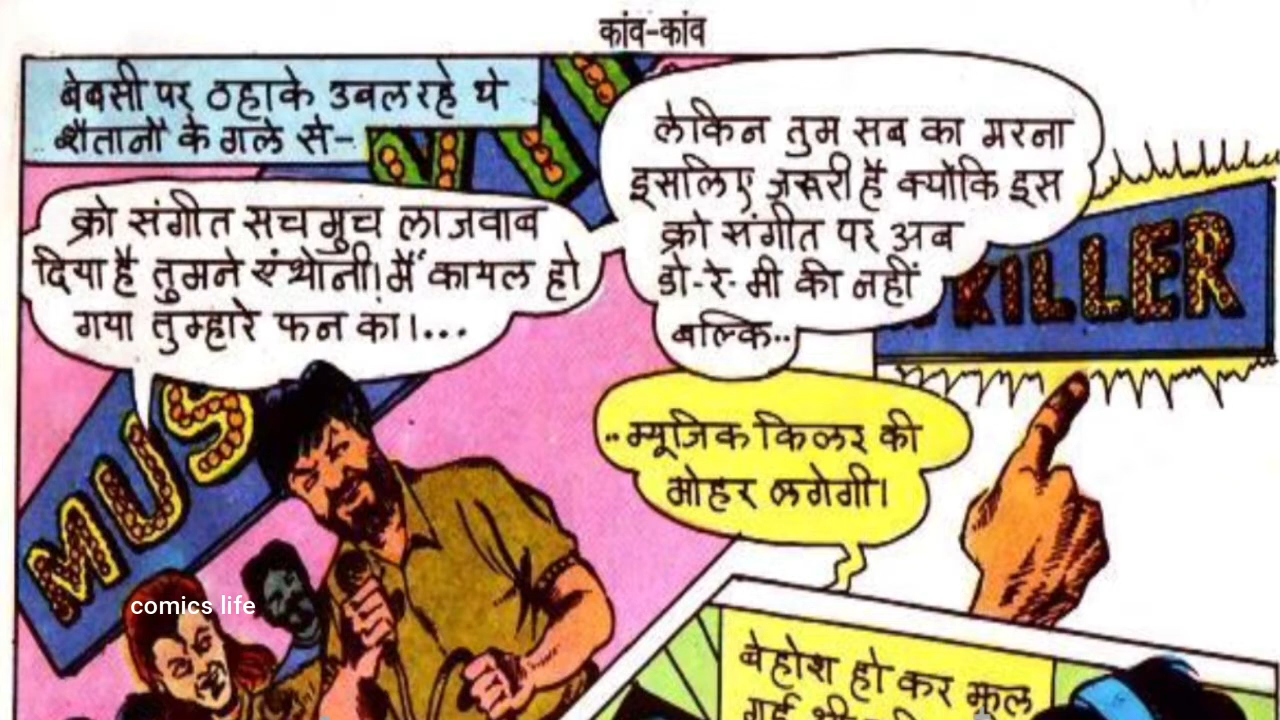 कांव-कांव
बेबसी पर ठहाके उबल रहे थे
शैतानों के गले से-
क्रो संगीत सचमुच लाजवाब
दिया है तुमने एंथोनी! मैं कायल हो
गया तुम्हारे फन का।...
लेकिन तुम सब का मरना
इसलिए ज़रूरी है क्योंकि इस
क्रो संगीत पर अब
डो-रे-मी की नहीं
बल्कि..
KILLER
..म्यूजिक किलर की
मोहर लगेगी।
MUS
comics life
बेहोश हो कर झूल